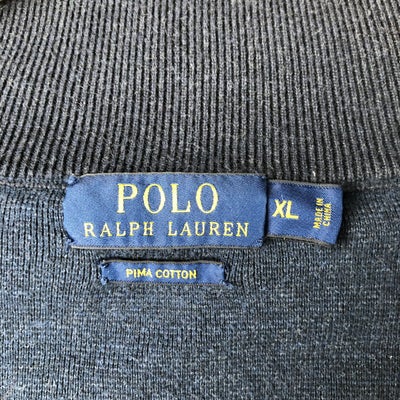 POLO
RALPH LAUREN
XL
MADE IN
CHINA
PIMA COTTON